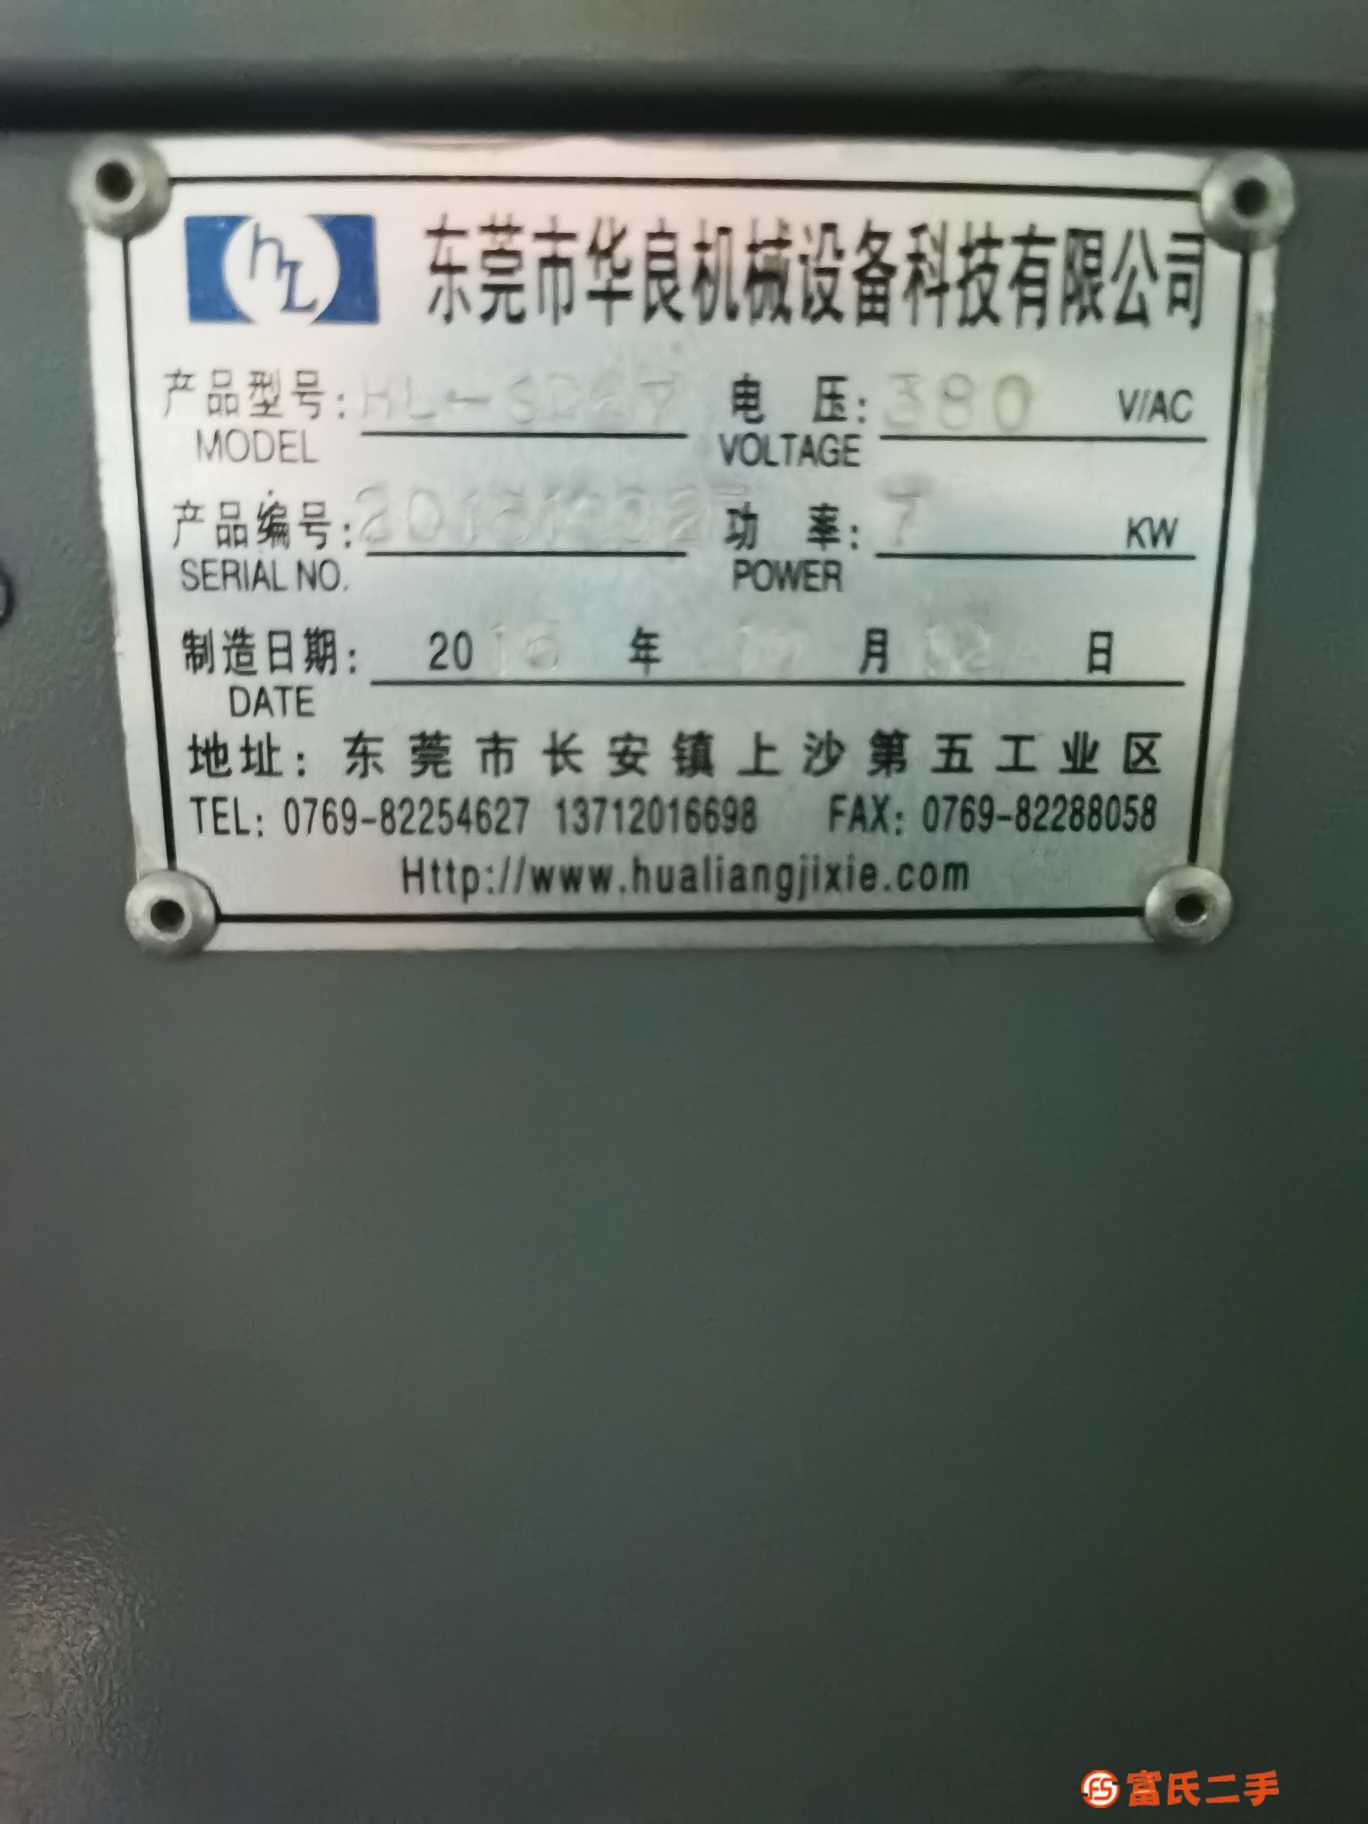 hL 东莞市华良机械设备科技有限公司
产品型号: HL- 电 压: 380 V/AC
MODEL VOLTAGE
产品编号: 功 率: 7 KW
SERIAL NO. POWER
制造日期: 20 年 月 日
DATE
地址: 东莞市长安镇上沙第五工业区
TEL: 0769-82254627 13712016698 FAX: 0769-82288058
Http://www.hualiangjixie.com
FS 富氏二手